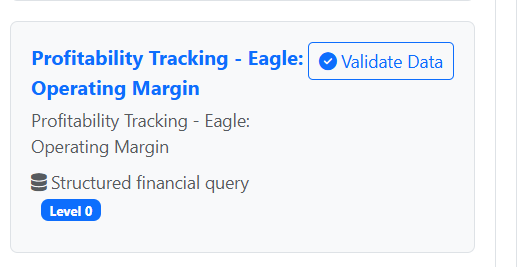 Profitability Tracking - Eagle:
Operating Margin
Validate Data
Profitability Tracking - Eagle:
Operating Margin
Structured financial query
Level 0